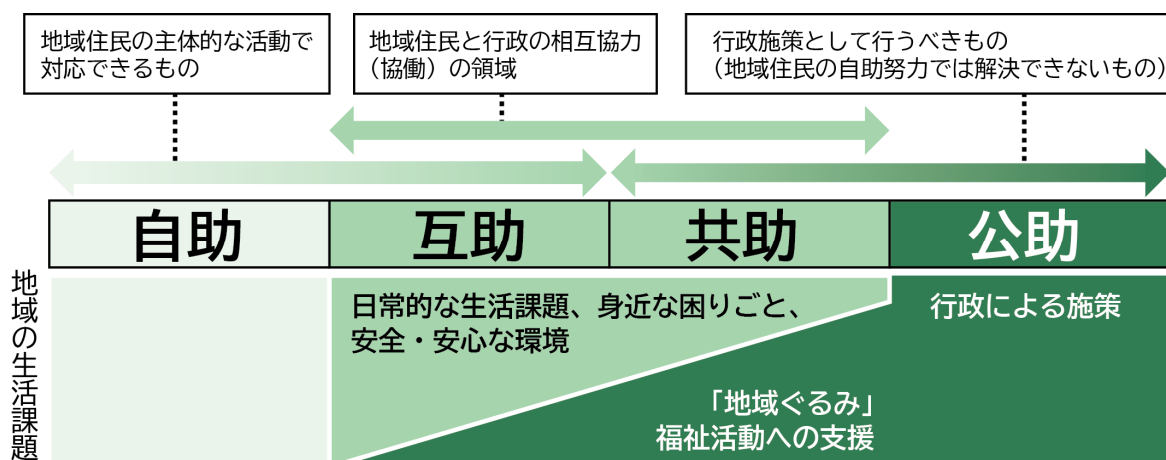 地域住民の主体的な活動で
対応できるもの
地域住民と行政の相互協力
（協働）の領域
行政施策として行うべきもの
（地域住民の自助努力では解決できないもの）
自助
互助
共助
公助
地域の生活課題
日常的な生活課題、身近な困りごと、
安全・安心な環境
行政による施策
「地域ぐるみ」
福祉活動への支援